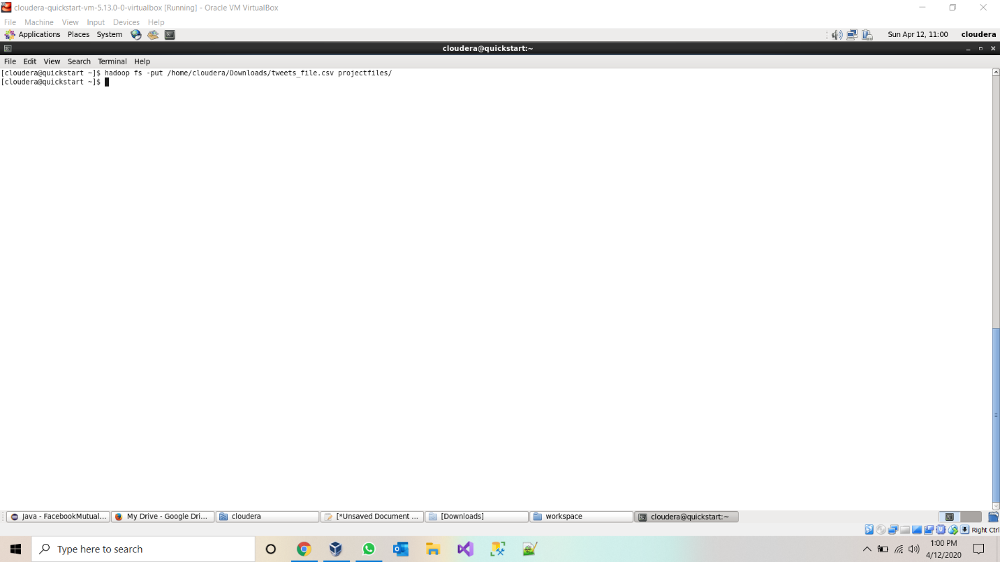 cloudera-quickstart-vm-5.13.0-0-virtualbox [Running] - Oracle VM VirtualBox
File Machine View Input Devices Help
Applications Places System Sun Apr 12, 11:00 cloudera
cloudera@quickstart:~
File Edit View Search Terminal Help
[cloudera@quickstart ~]$ hadoop fs -put /home/cloudera/Downloads/tweets_file.csv projectfiles/
[cloudera@quickstart ~]$
Java - FacebookMutual... My Drive - Google Dri... cloudera [*Unsaved Document ... [Downloads] workspace cloudera@quickstart:~
Right Ctrl
Type here to search 1:00 PM
4/12/2020